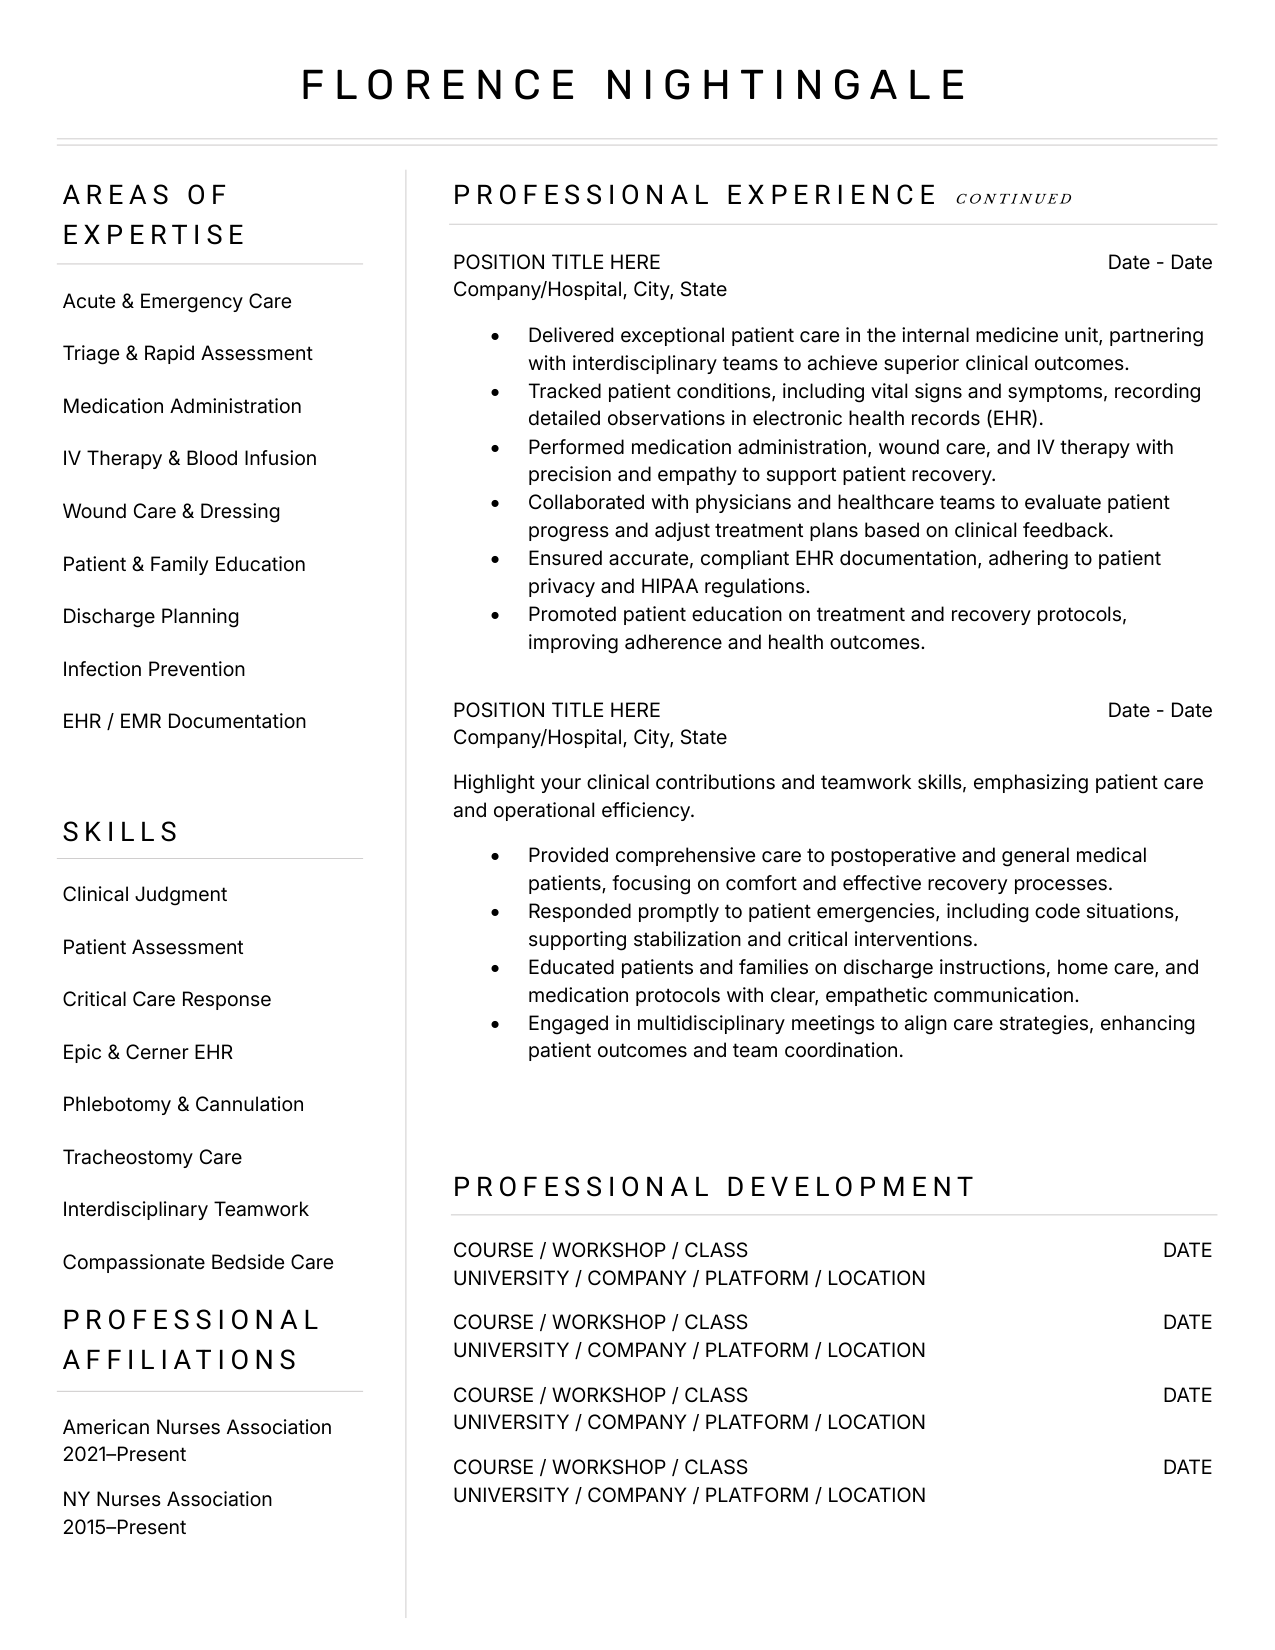 FLORENCE NIGHTINGALE
AREAS OF
EXPERTISE
Acute & Emergency Care
Triage & Rapid Assessment
Medication Administration
IV Therapy & Blood Infusion
Wound Care & Dressing
Patient & Family Education
Discharge Planning
Infection Prevention
EHR / EMR Documentation
SKILLS
Clinical Judgment
Patient Assessment
Critical Care Response
Epic & Cerner EHR
Phlebotomy & Cannulation
Tracheostomy Care
Interdisciplinary Teamwork
Compassionate Bedside Care
PROFESSIONAL
AFFILIATIONS
American Nurses Association
2021–Present
NY Nurses Association
2015–Present
PROFESSIONAL EXPERIENCE CONTINUED
POSITION TITLE HERE Date - Date
Company/Hospital, City, State
• Delivered exceptional patient care in the internal medicine unit, partnering
with interdisciplinary teams to achieve superior clinical outcomes.
• Tracked patient conditions, including vital signs and symptoms, recording
detailed observations in electronic health records (EHR).
• Performed medication administration, wound care, and IV therapy with
precision and empathy to support patient recovery.
• Collaborated with physicians and healthcare teams to evaluate patient
progress and adjust treatment plans based on clinical feedback.
• Ensured accurate, compliant EHR documentation, adhering to patient
privacy and HIPAA regulations.
• Promoted patient education on treatment and recovery protocols,
improving adherence and health outcomes.
POSITION TITLE HERE Date - Date
Company/Hospital, City, State
Highlight your clinical contributions and teamwork skills, emphasizing patient care
and operational efficiency.
• Provided comprehensive care to postoperative and general medical
patients, focusing on comfort and effective recovery processes.
• Responded promptly to patient emergencies, including code situations,
supporting stabilization and critical interventions.
• Educated patients and families on discharge instructions, home care, and
medication protocols with clear, empathetic communication.
• Engaged in multidisciplinary meetings to align care strategies, enhancing
patient outcomes and team coordination.
PROFESSIONAL DEVELOPMENT
COURSE / WORKSHOP / CLASS DATE
UNIVERSITY / COMPANY / PLATFORM / LOCATION
COURSE / WORKSHOP / CLASS DATE
UNIVERSITY / COMPANY / PLATFORM / LOCATION
COURSE / WORKSHOP / CLASS DATE
UNIVERSITY / COMPANY / PLATFORM / LOCATION
COURSE / WORKSHOP / CLASS DATE
UNIVERSITY / COMPANY / PLATFORM / LOCATION